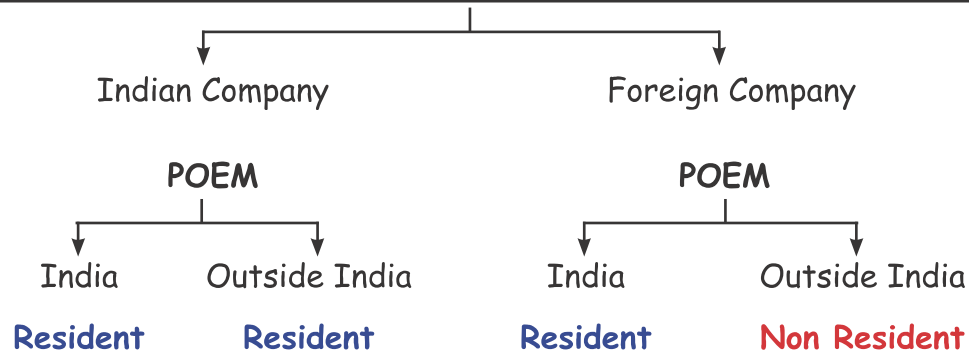 Indian Company Foreign Company
POEM POEM
India Outside India India Outside India
Resident Resident Resident Non Resident